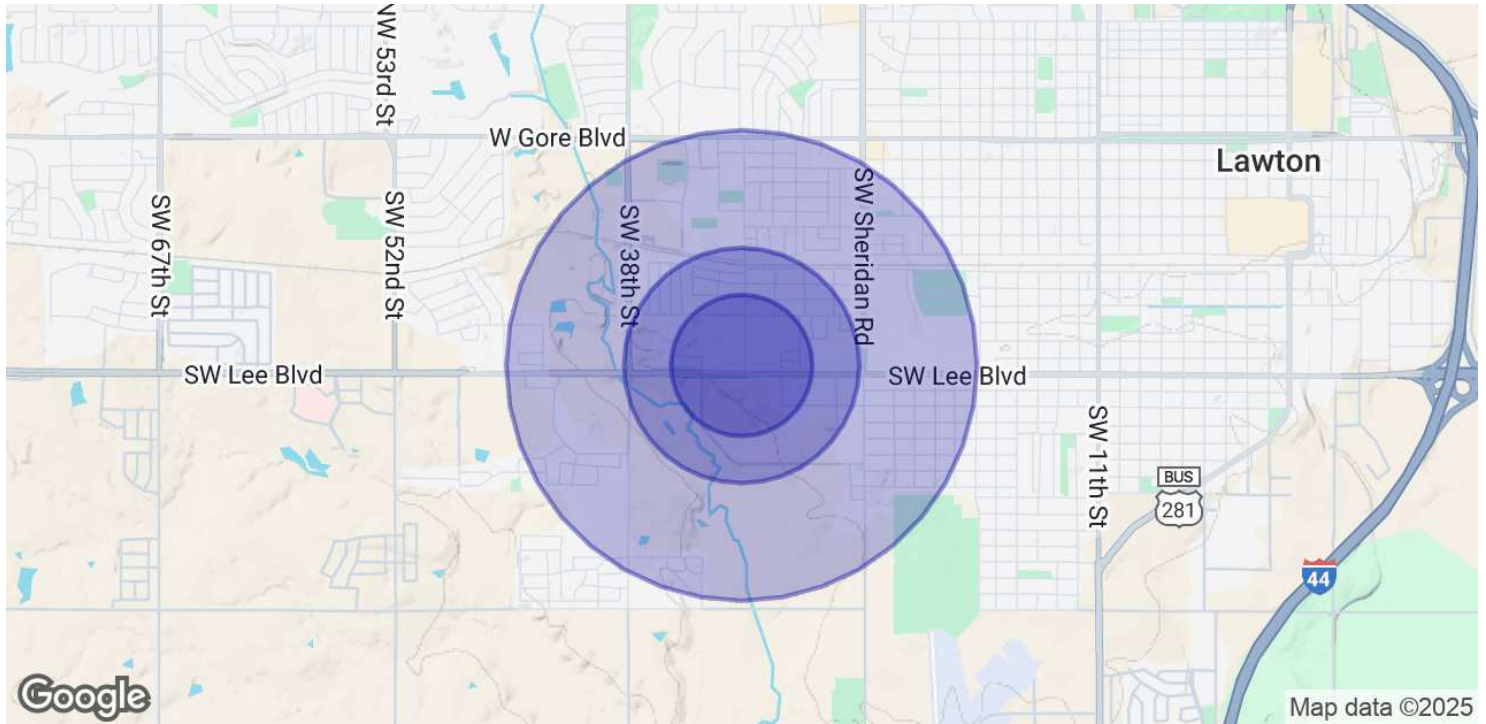 NW 53rd St
W Gore Blvd
Lawton
SW 67th St
SW 52nd St
SW 38th St
SW Sheridan Rd
SW Lee Blvd
SW Lee Blvd
SW 11th St
BUS
281
44
Google
Map data ©2025